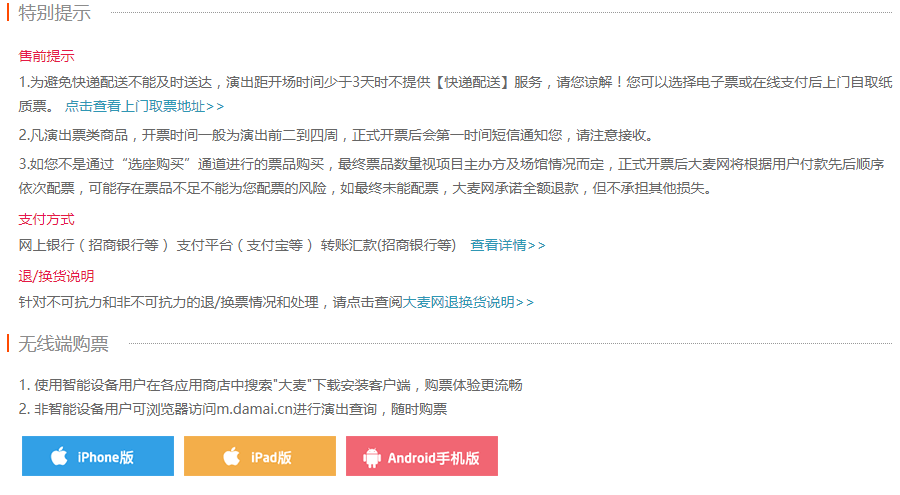 特别提示
售前提示
1.为避免快递配送不能及时送达，演出距开场时间少于3天时不提供【快递配送】服务，请您谅解！您可以选择电子票或在线支付后上门自取纸
质票。 点击查看上门取票地址>>
2.凡演出票类商品，开票时间一般为演出前二到四周，正式开票后会第一时间短信通知您，请注意接收。
3.如您不是通过“选座购买”通道进行的票品购买，最终票品数量视项目主办方及场馆情况而定，正式开票后大麦网将根据用户付款先后顺序
依次配票，可能存在票品不足不能为您配票的风险，如最终未能配票，大麦网承诺全额退款，但不承担其他损失。
支付方式
网上银行（招商银行等） 支付平台（支付宝等） 转账汇款(招商银行等) 查看详情>>
退/换货说明
针对不可抗力和非不可抗力的退/换票情况和处理，请点击查阅大麦网退换货说明>>
无线端购票
1. 使用智能设备用户在各应用商店中搜索"大麦"下载安装客户端，购票体验更流畅
2. 非智能设备用户可浏览器访问m.damai.cn进行演出查询，随时购票
iPhone版 iPad版 Android手机版